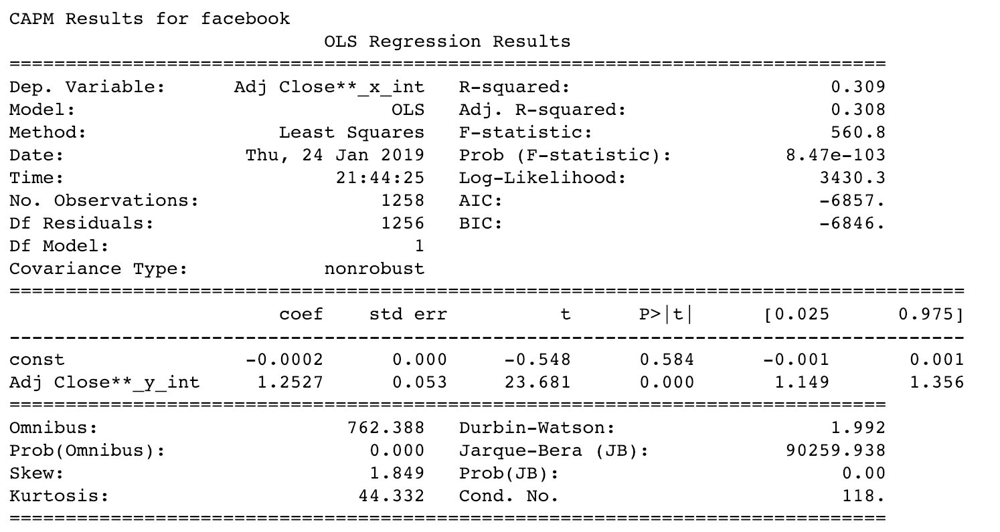 CAPM Results for facebook
OLS Regression Results
==============================================================================
Dep. Variable:      Adj Close**_x_int   R-squared:                       0.309
Model:                            OLS   Adj. R-squared:                  0.308
Method:                 Least Squares   F-statistic:                     560.8
Date:                Thu, 24 Jan 2019   Prob (F-statistic):          8.47e-103
Time:                        21:44:25   Log-Likelihood:                 3430.3
No. Observations:                1258   AIC:                            -6857.
Df Residuals:                    1256   BIC:                            -6846.
Df Model:                           1
Covariance Type:            nonrobust
=====================================================================================
                        coef    std err          t      P>|t|      [0.025      0.975]
-------------------------------------------------------------------------------------
const                -0.0002      0.000     -0.548      0.584      -0.001       0.001
Adj Close**_y_int     1.2527      0.053     23.681      0.000       1.149       1.356
==============================================================================
Omnibus:                      762.388   Durbin-Watson:                   1.992
Prob(Omnibus):                  0.000   Jarque-Bera (JB):            90259.938
Skew:                           1.849   Prob(JB):                         0.00
Kurtosis:                      44.332   Cond. No.                         118.
==============================================================================